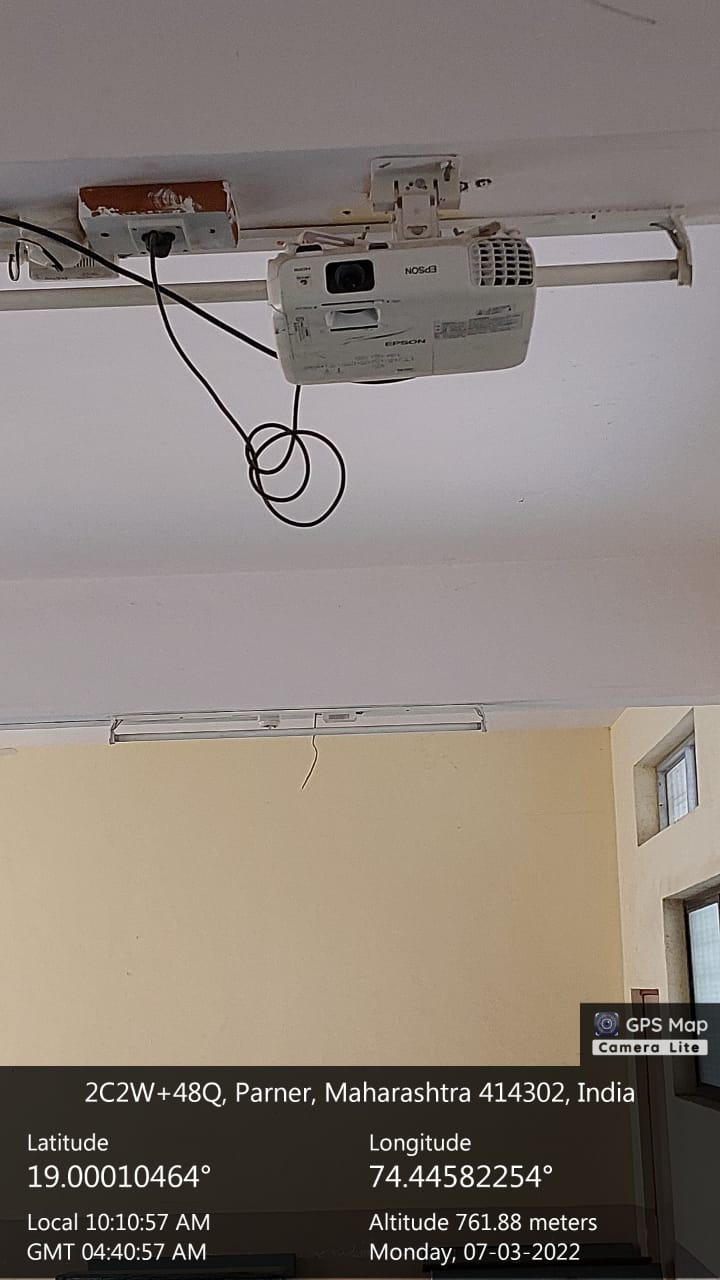 EPSON
EPSON
GPS Map
Camera Lite
2C2W+48Q, Parner, Maharashtra 414302, India
Latitude
19.00010464°
Longitude
74.44582254°
Local 10:10:57 AM
GMT 04:40:57 AM
Altitude 761.88 meters
Monday, 07-03-2022